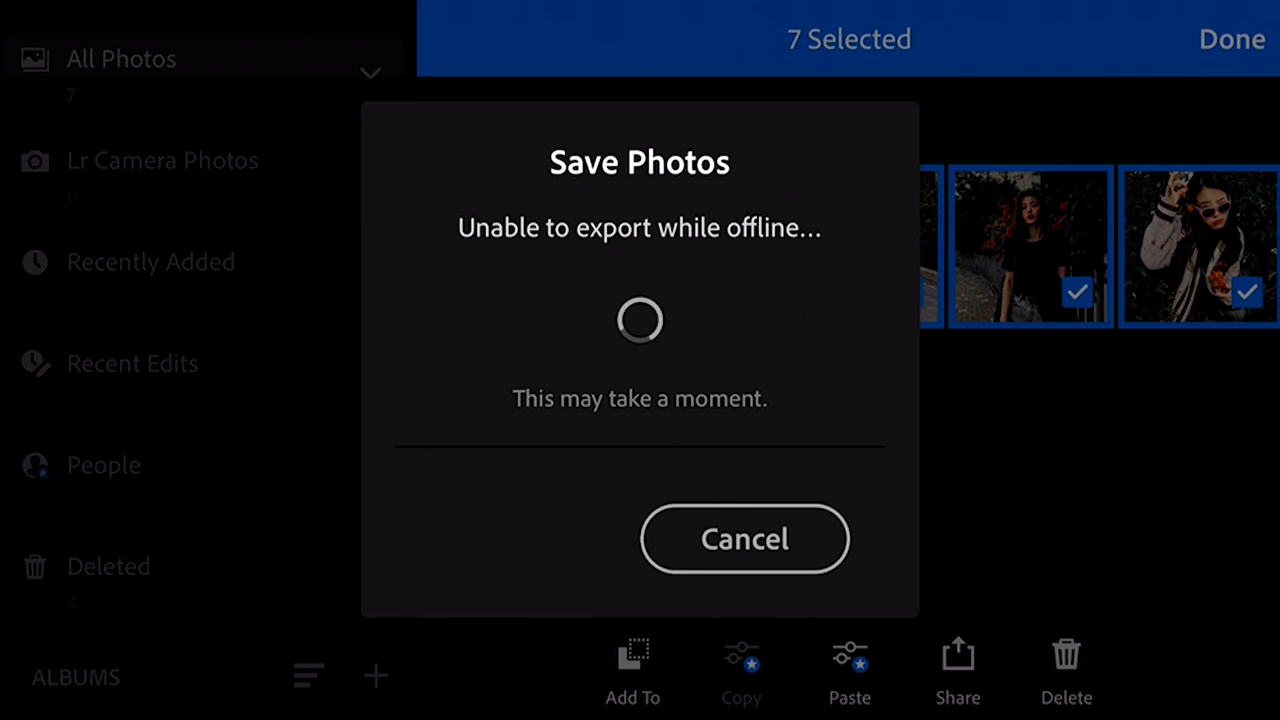 All Photos
7
Lr Camera Photos
0
Recently Added
Recent Edits
People
Deleted
4
ALBUMS
7 Selected
Done
Save Photos
Unable to export while offline...
This may take a moment.
Cancel
Add To
Copy
Paste
Share
Delete